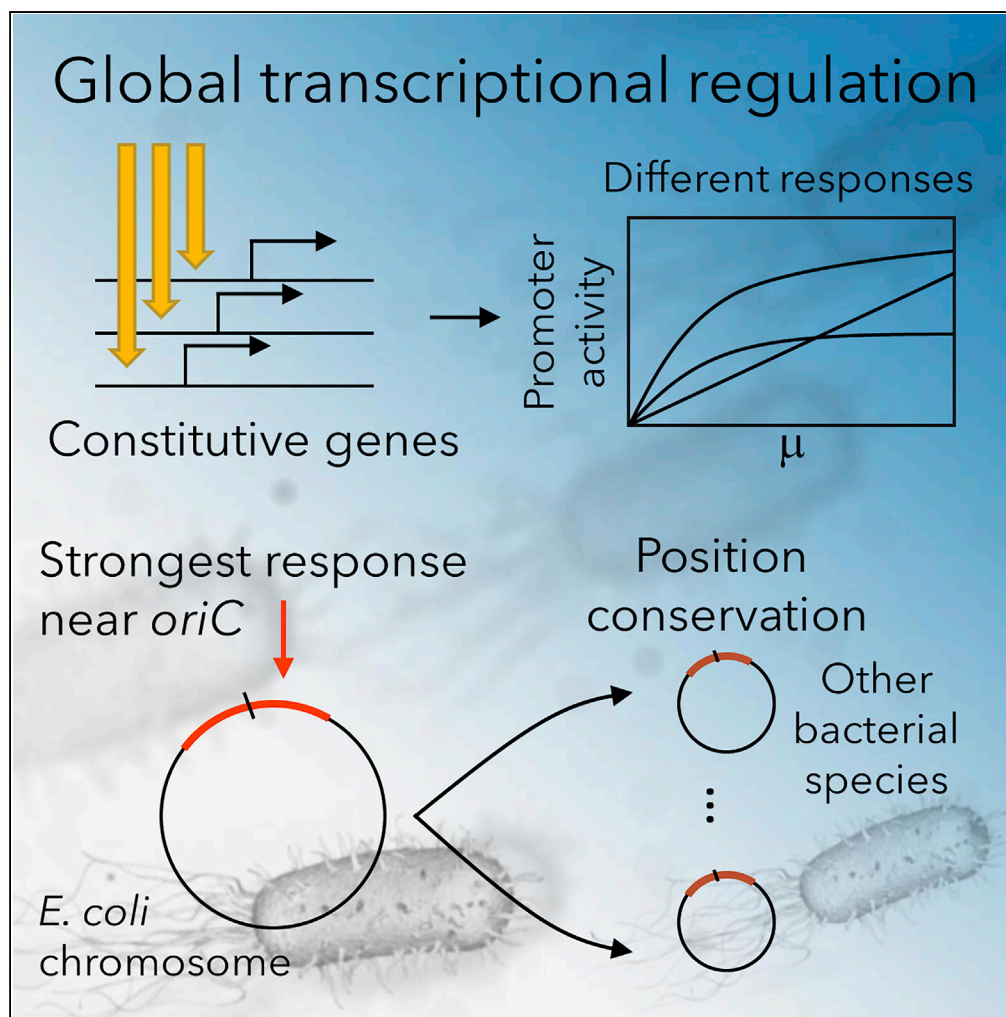 Global transcriptional regulation
Different responses
Promoter
activity
μ
Constitutive genes
Strongest response
near oriC
Position
conservation
Other
bacterial
species
...
E. coli
chromosome